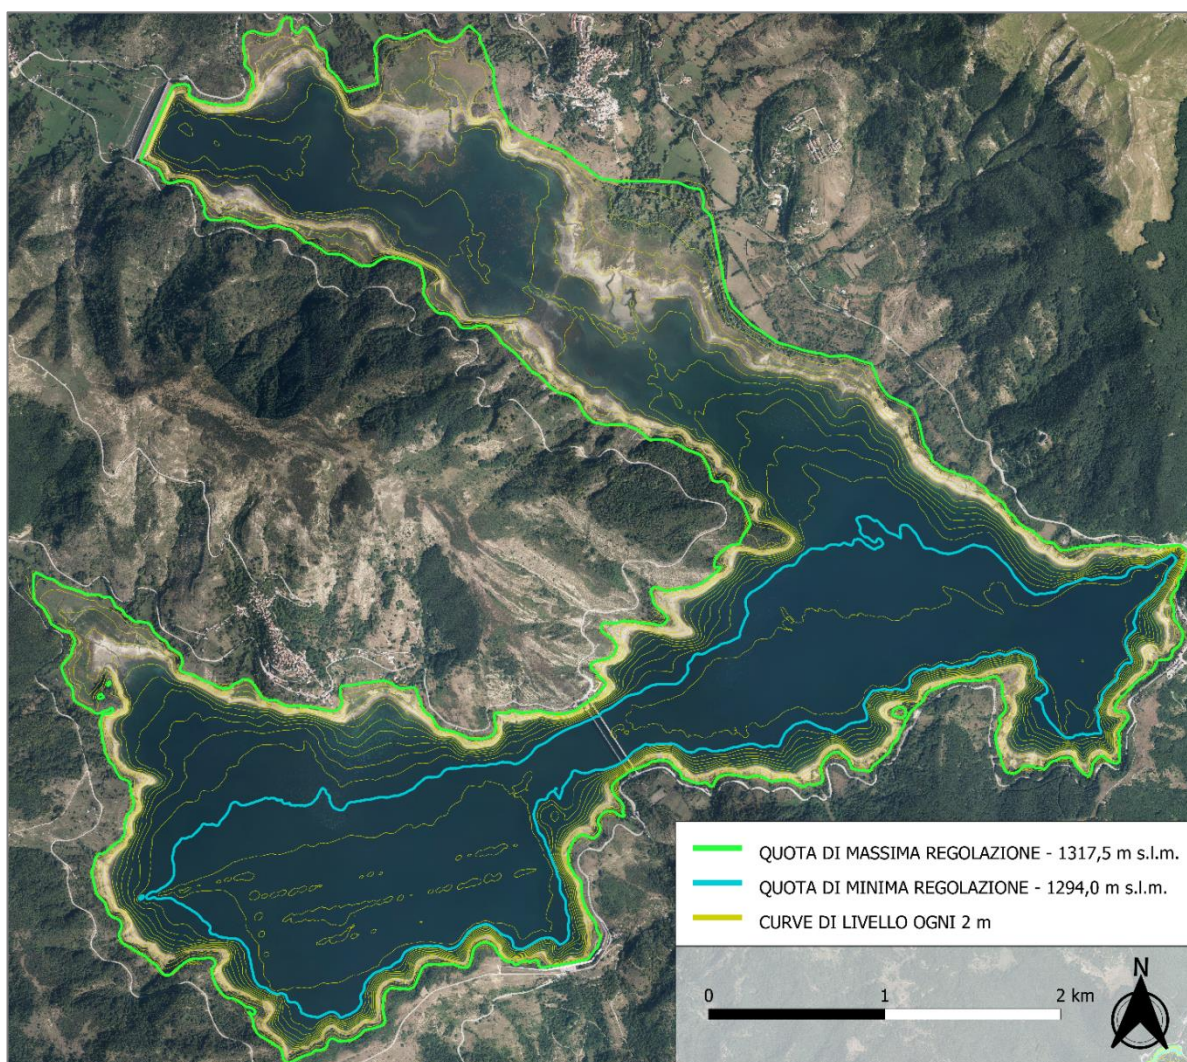 QUOTA DI MASSIMA REGOLAZIONE - 1317,5 m s.l.m.
QUOTA DI MINIMA REGOLAZIONE - 1294,0 m s.l.m.
CURVE DI LIVELLO OGNI 2 m
N
0 1 2 km